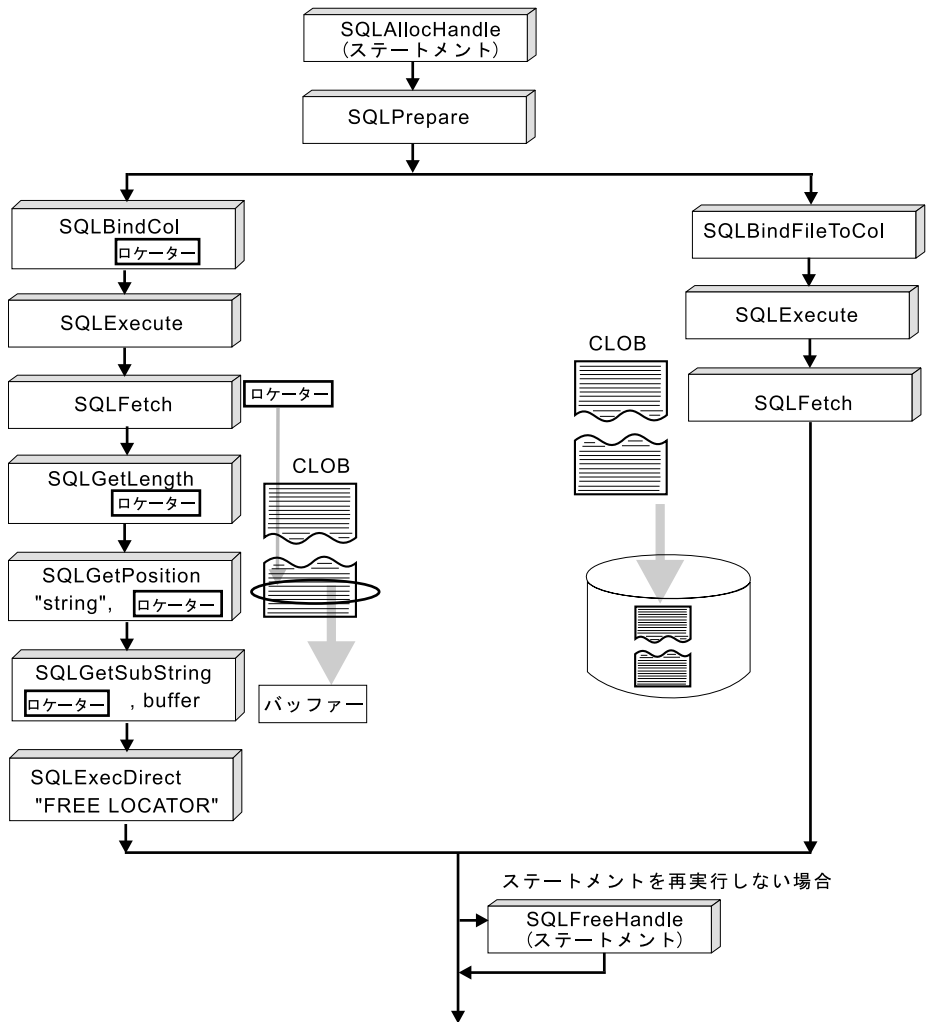 SQLAllocHandle
(ステートメント)
SQLPrepare
SQLBindCol
ロケーター
SQLExecute
SQLFetch
ロケーター
SQLGetLength
ロケーター
SQLGetPosition
"string", ロケーター
SQLGetSubString
ロケーター , buffer
SQLExecDirect
"FREE LOCATOR"
CLOB
バッファー
SQLBindFileToCol
SQLExecute
SQLFetch
CLOB
ステートメントを再実行しない場合
SQLFreeHandle
(ステートメント)